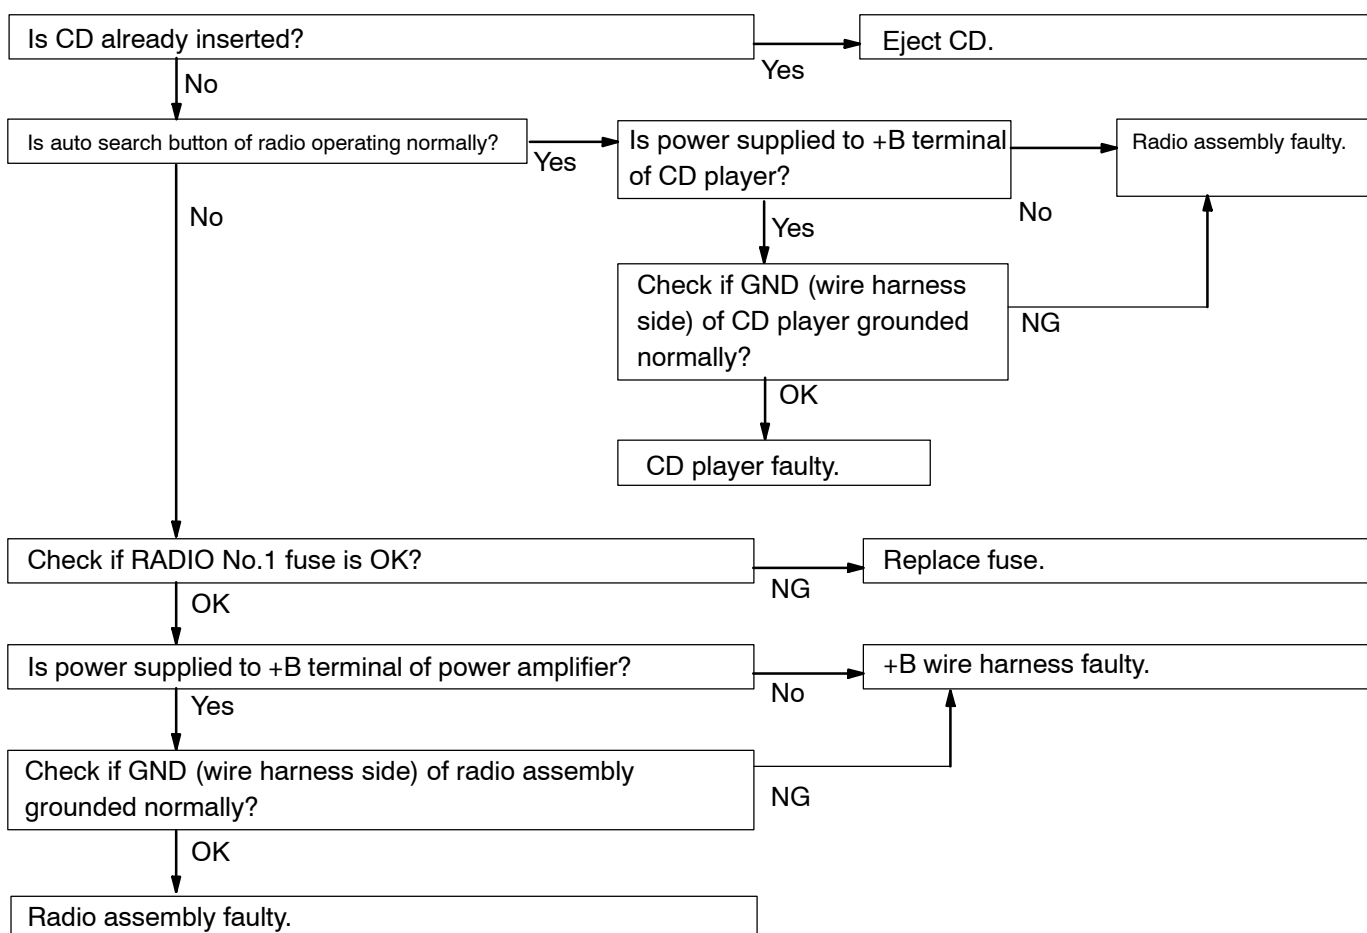 Is CD already inserted?
Yes
Eject CD.
No
Is auto search button of radio operating normally?
Yes
Is power supplied to +B terminal
of CD player?
No
Radio assembly faulty.
No
Yes
Check if GND (wire harness
side) of CD player grounded
normally?
NG
OK
CD player faulty.
Check if RADIO No.1 fuse is OK?
NG
Replace fuse.
OK
Is power supplied to +B terminal of power amplifier?
No
+B wire harness faulty.
Yes
Check if GND (wire harness side) of radio assembly
grounded normally?
NG
OK
Radio assembly faulty.